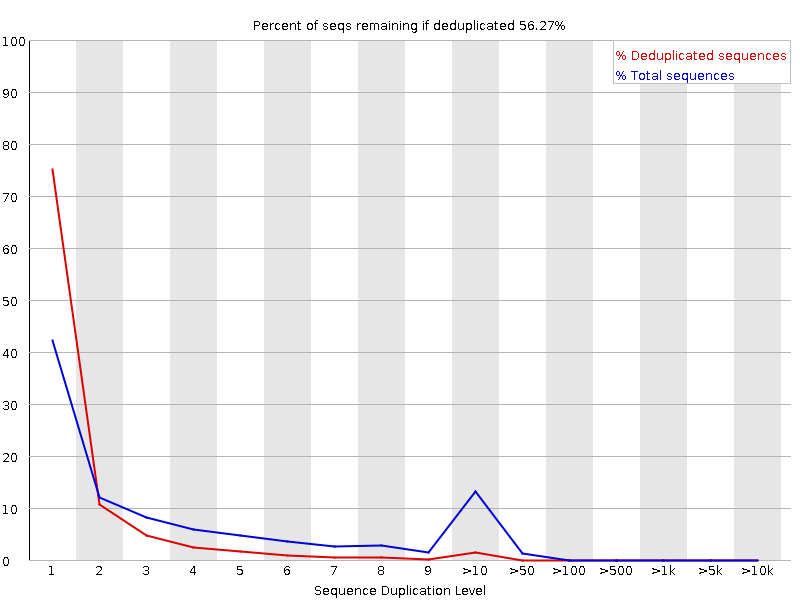 Percent of seqs remaining if deduplicated 56.27%
% Deduplicated sequences
% Total sequences
100
90
80
70
60
50
40
30
20
10
0
1 2 3 4 5 6 7 8 9 >10 >50 >100 >500 >1k >5k >10k
Sequence Duplication Level